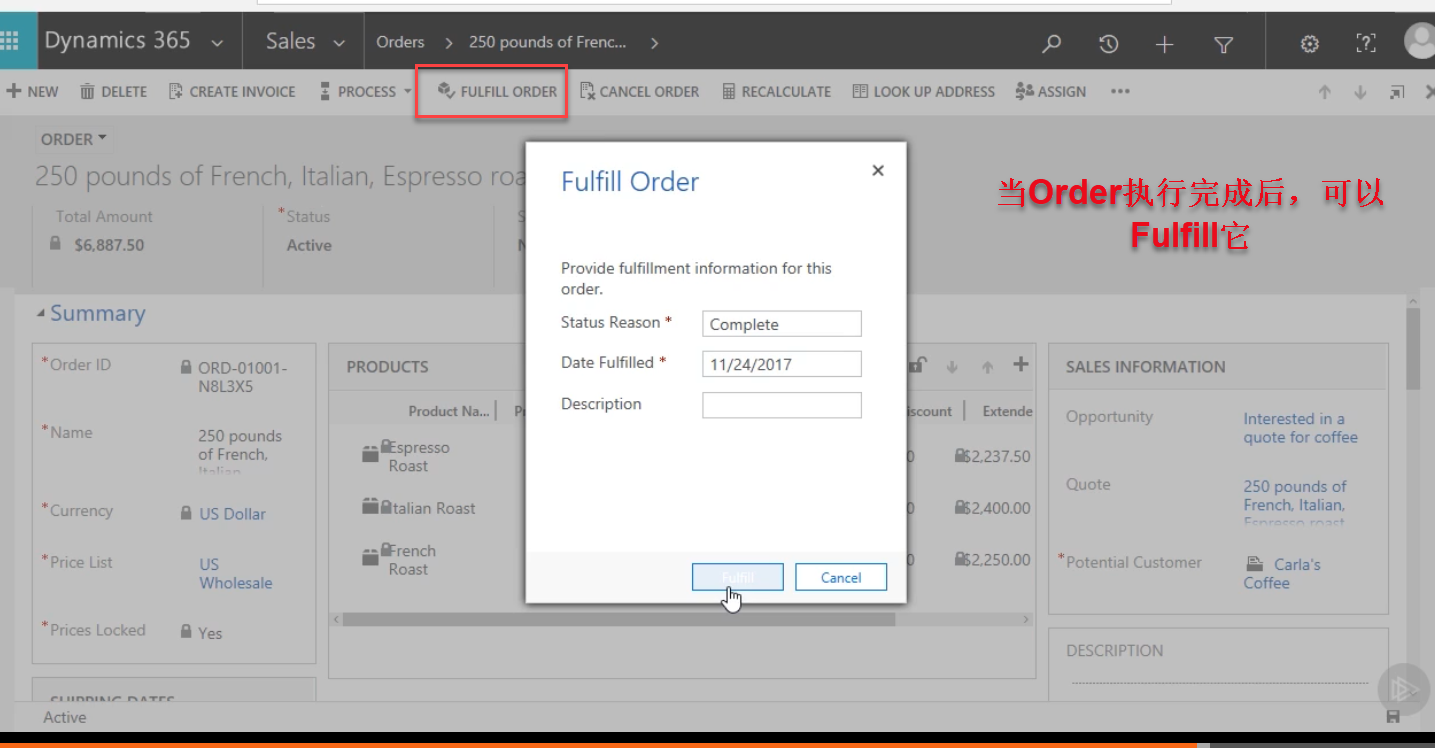 Dynamics 365 Sales Orders > 250 pounds of Frenc... >
NEW DELETE CREATE INVOICE PROCESS FULFILL ORDER CANCEL ORDER RECALCULATE LOOK UP ADDRESS ASSIGN ...
ORDER
250 pounds of French, Italian, Espresso roa
Total Amount
$6,887.50
*Status
Active
Fulfill Order
Provide fulfillment information for this
order.
Status Reason *
Complete
Date Fulfilled *
11/24/2017
Description
Fulfill
Cancel
当Order执行完成后，可以
Fulfill它
Summary
*Order ID
ORD-01001-
N8L3X5
*Name
250 pounds
of French,
Italian
*Currency
US Dollar
*Price List
US
Wholesale
*Prices Locked
Yes
PRODUCTS
Product Na...
Extende
Espresso
Roast
$2,237.50
Italian Roast
$2,400.00
French
Roast
$2,250.00
SALES INFORMATION
Opportunity
Interested in a
quote for coffee
Quote
250 pounds of
French, Italian,
Espresso roast
*Potential Customer
Carla's
Coffee
DESCRIPTION
SHIPPING DATES
Active